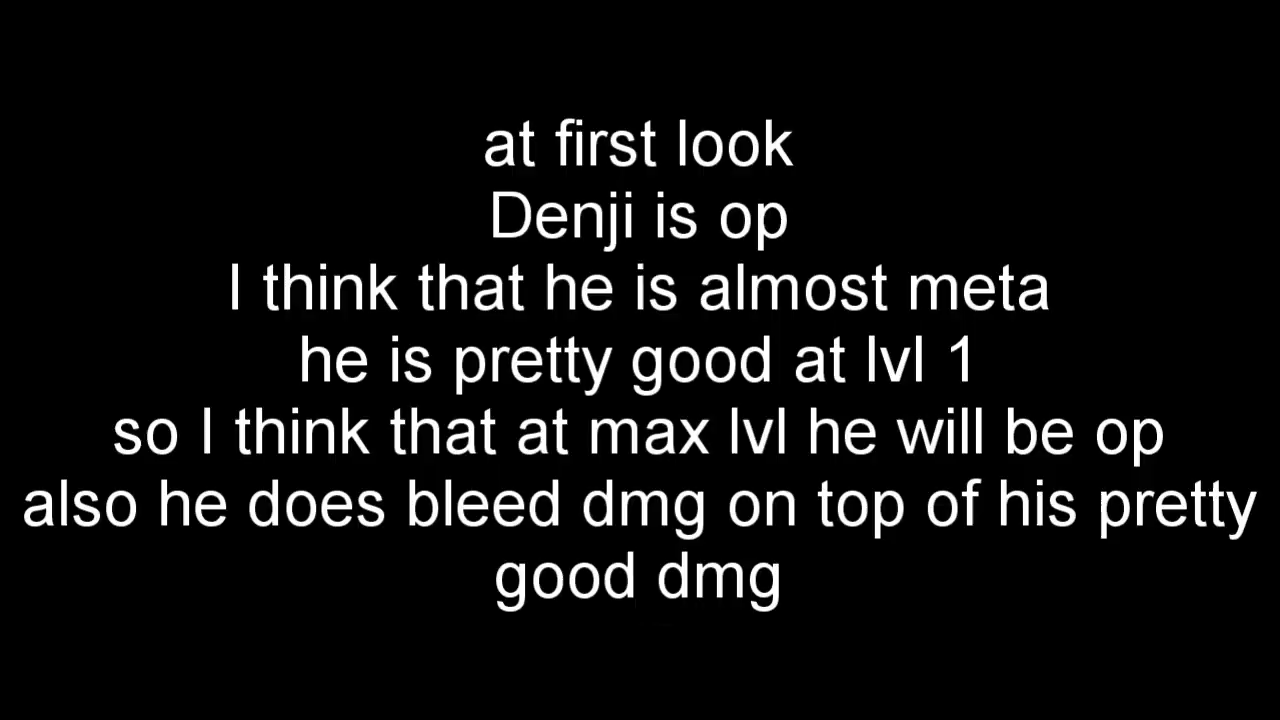 at first look
Denji is op
I think that he is almost meta
he is pretty good at lvl 1
so I think that at max lvl he will be op
also he does bleed dmg on top of his pretty
good dmg